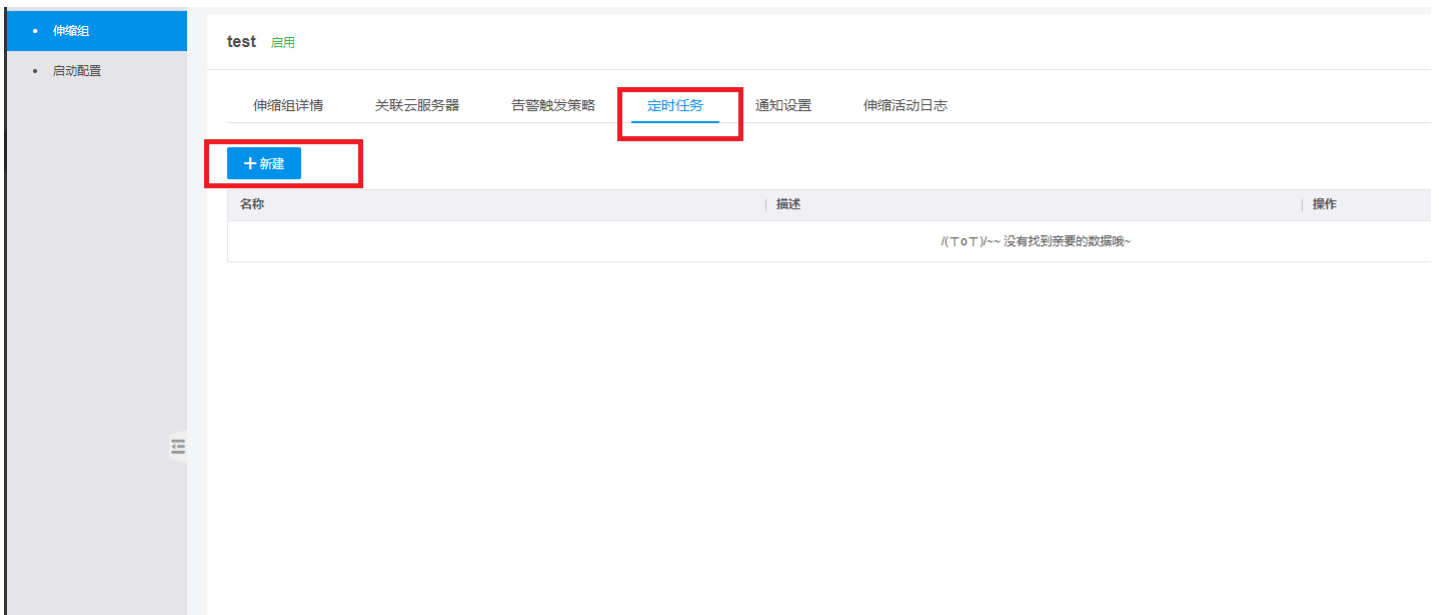 伸缩组
启动配置
test 启用
伸缩组详情 关联云服务器 告警触发策略 定时任务 通知设置 伸缩活动日志
+ 新建
名称 描述 操作
/(ㄒoㄒ)/~~ 没有找到亲要的数据哦~